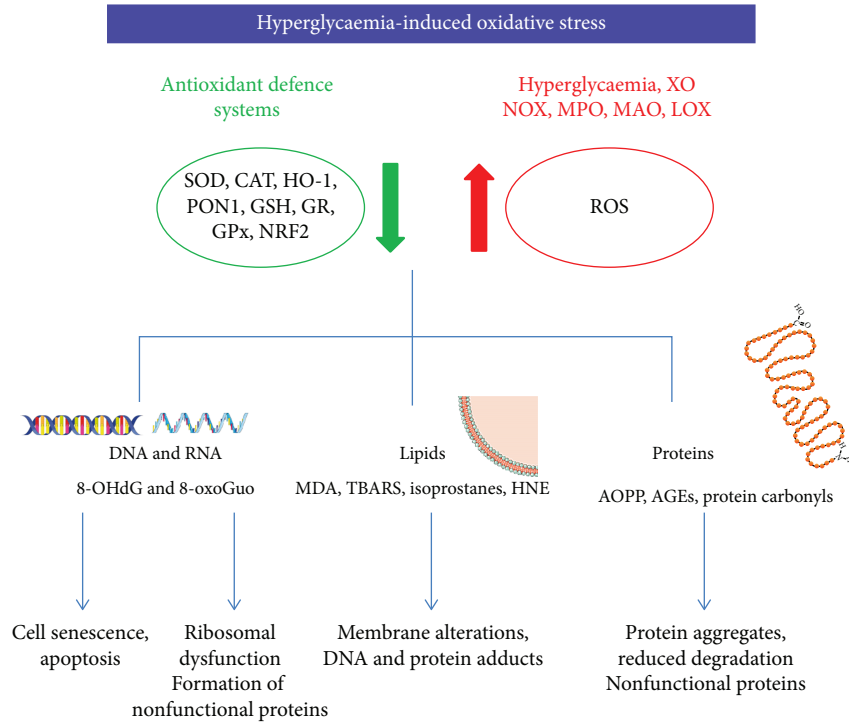 Hyperglycaemia-induced oxidative stress
Antioxidant defence
systems
Hyperglycaemia, XO
NOX, MPO, MAO, LOX
SOD, CAT, HO-1,
PON1, GSH, GR,
GPx, NRF2
ROS
HO
C
O
DNA and RNA
8-OHdG and 8-oxoGuo
Lipids
MDA, TBARS, isoprostanes, HNE
Proteins
AOPP, AGEs, protein carbonyls
H
N
Cell senescence,
apoptosis
Ribosomal
dysfunction
Formation of
nonfunctional proteins
Membrane alterations,
DNA and protein adducts
Protein aggregates,
reduced degradation
Nonfunctional proteins